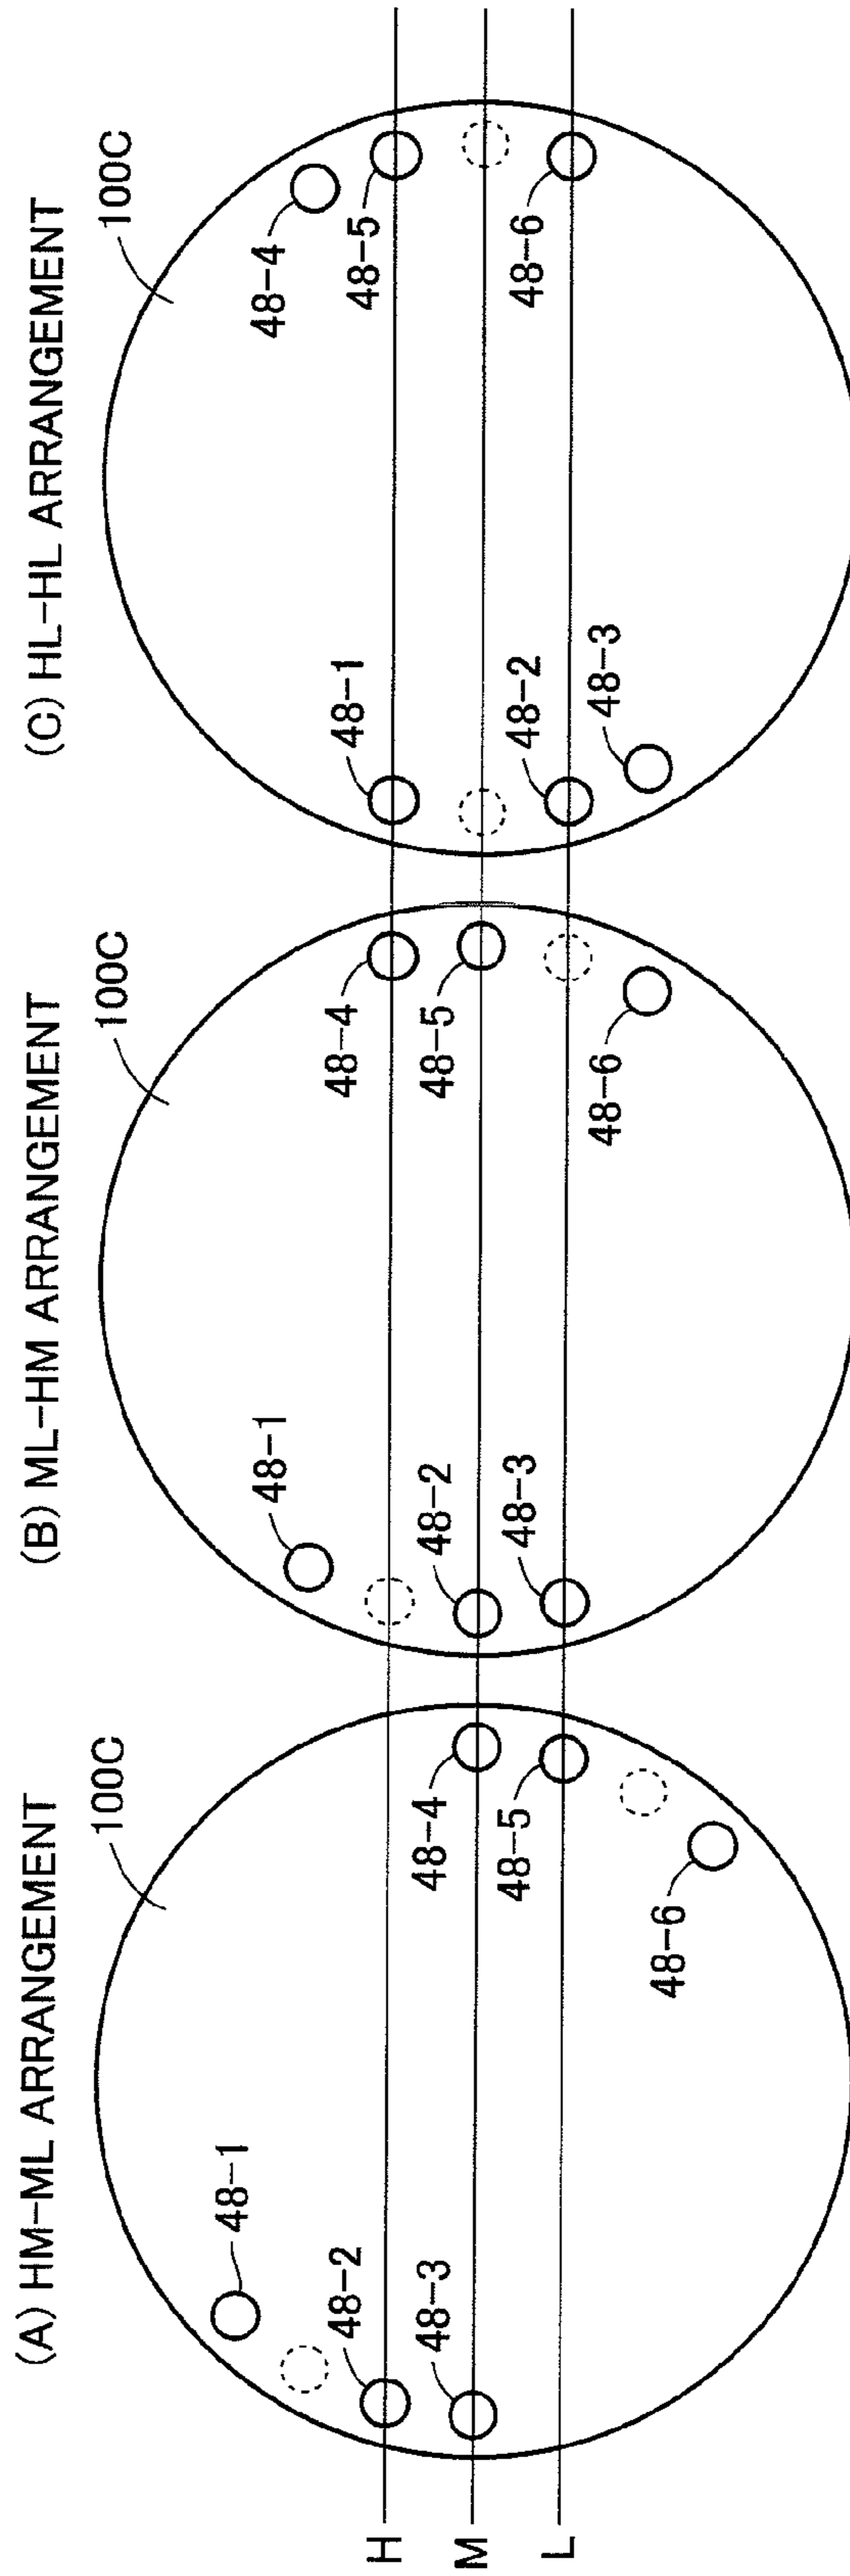 (A) HM-ML ARRANGEMENT
100C
48-1
48-2
48-3
48-4
48-5
48-6
H
M
L
(B) ML-HM ARRANGEMENT
100C
48-1
48-2
48-3
48-4
48-5
48-6
(C) HL-HL ARRANGEMENT
100C
48-1
48-2
48-3
48-4
48-5
48-6